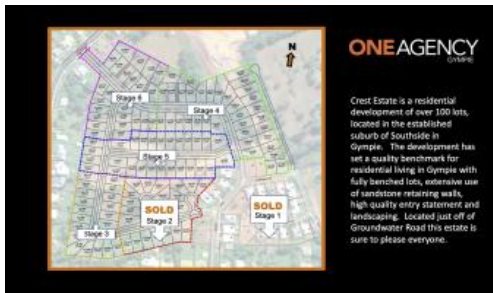 N
ONEAGENCY
GYMPIE
Stage 6
Stage 4
Stage 5
SOLD
Stage 2
SOLD
Stage 1
Stage 3
Crest Estate is a residential
development of over 100 lots,
located in the established
suburb of Southside in
Gympie. The development has
set a quality benchmark for
residential living in Gympie with
fully benched lots, extensive use
of sandstone retaining walls,
high quality entry statement and
landscaping. Located just off of
Groundwater Road this estate is
sure to please everyone.